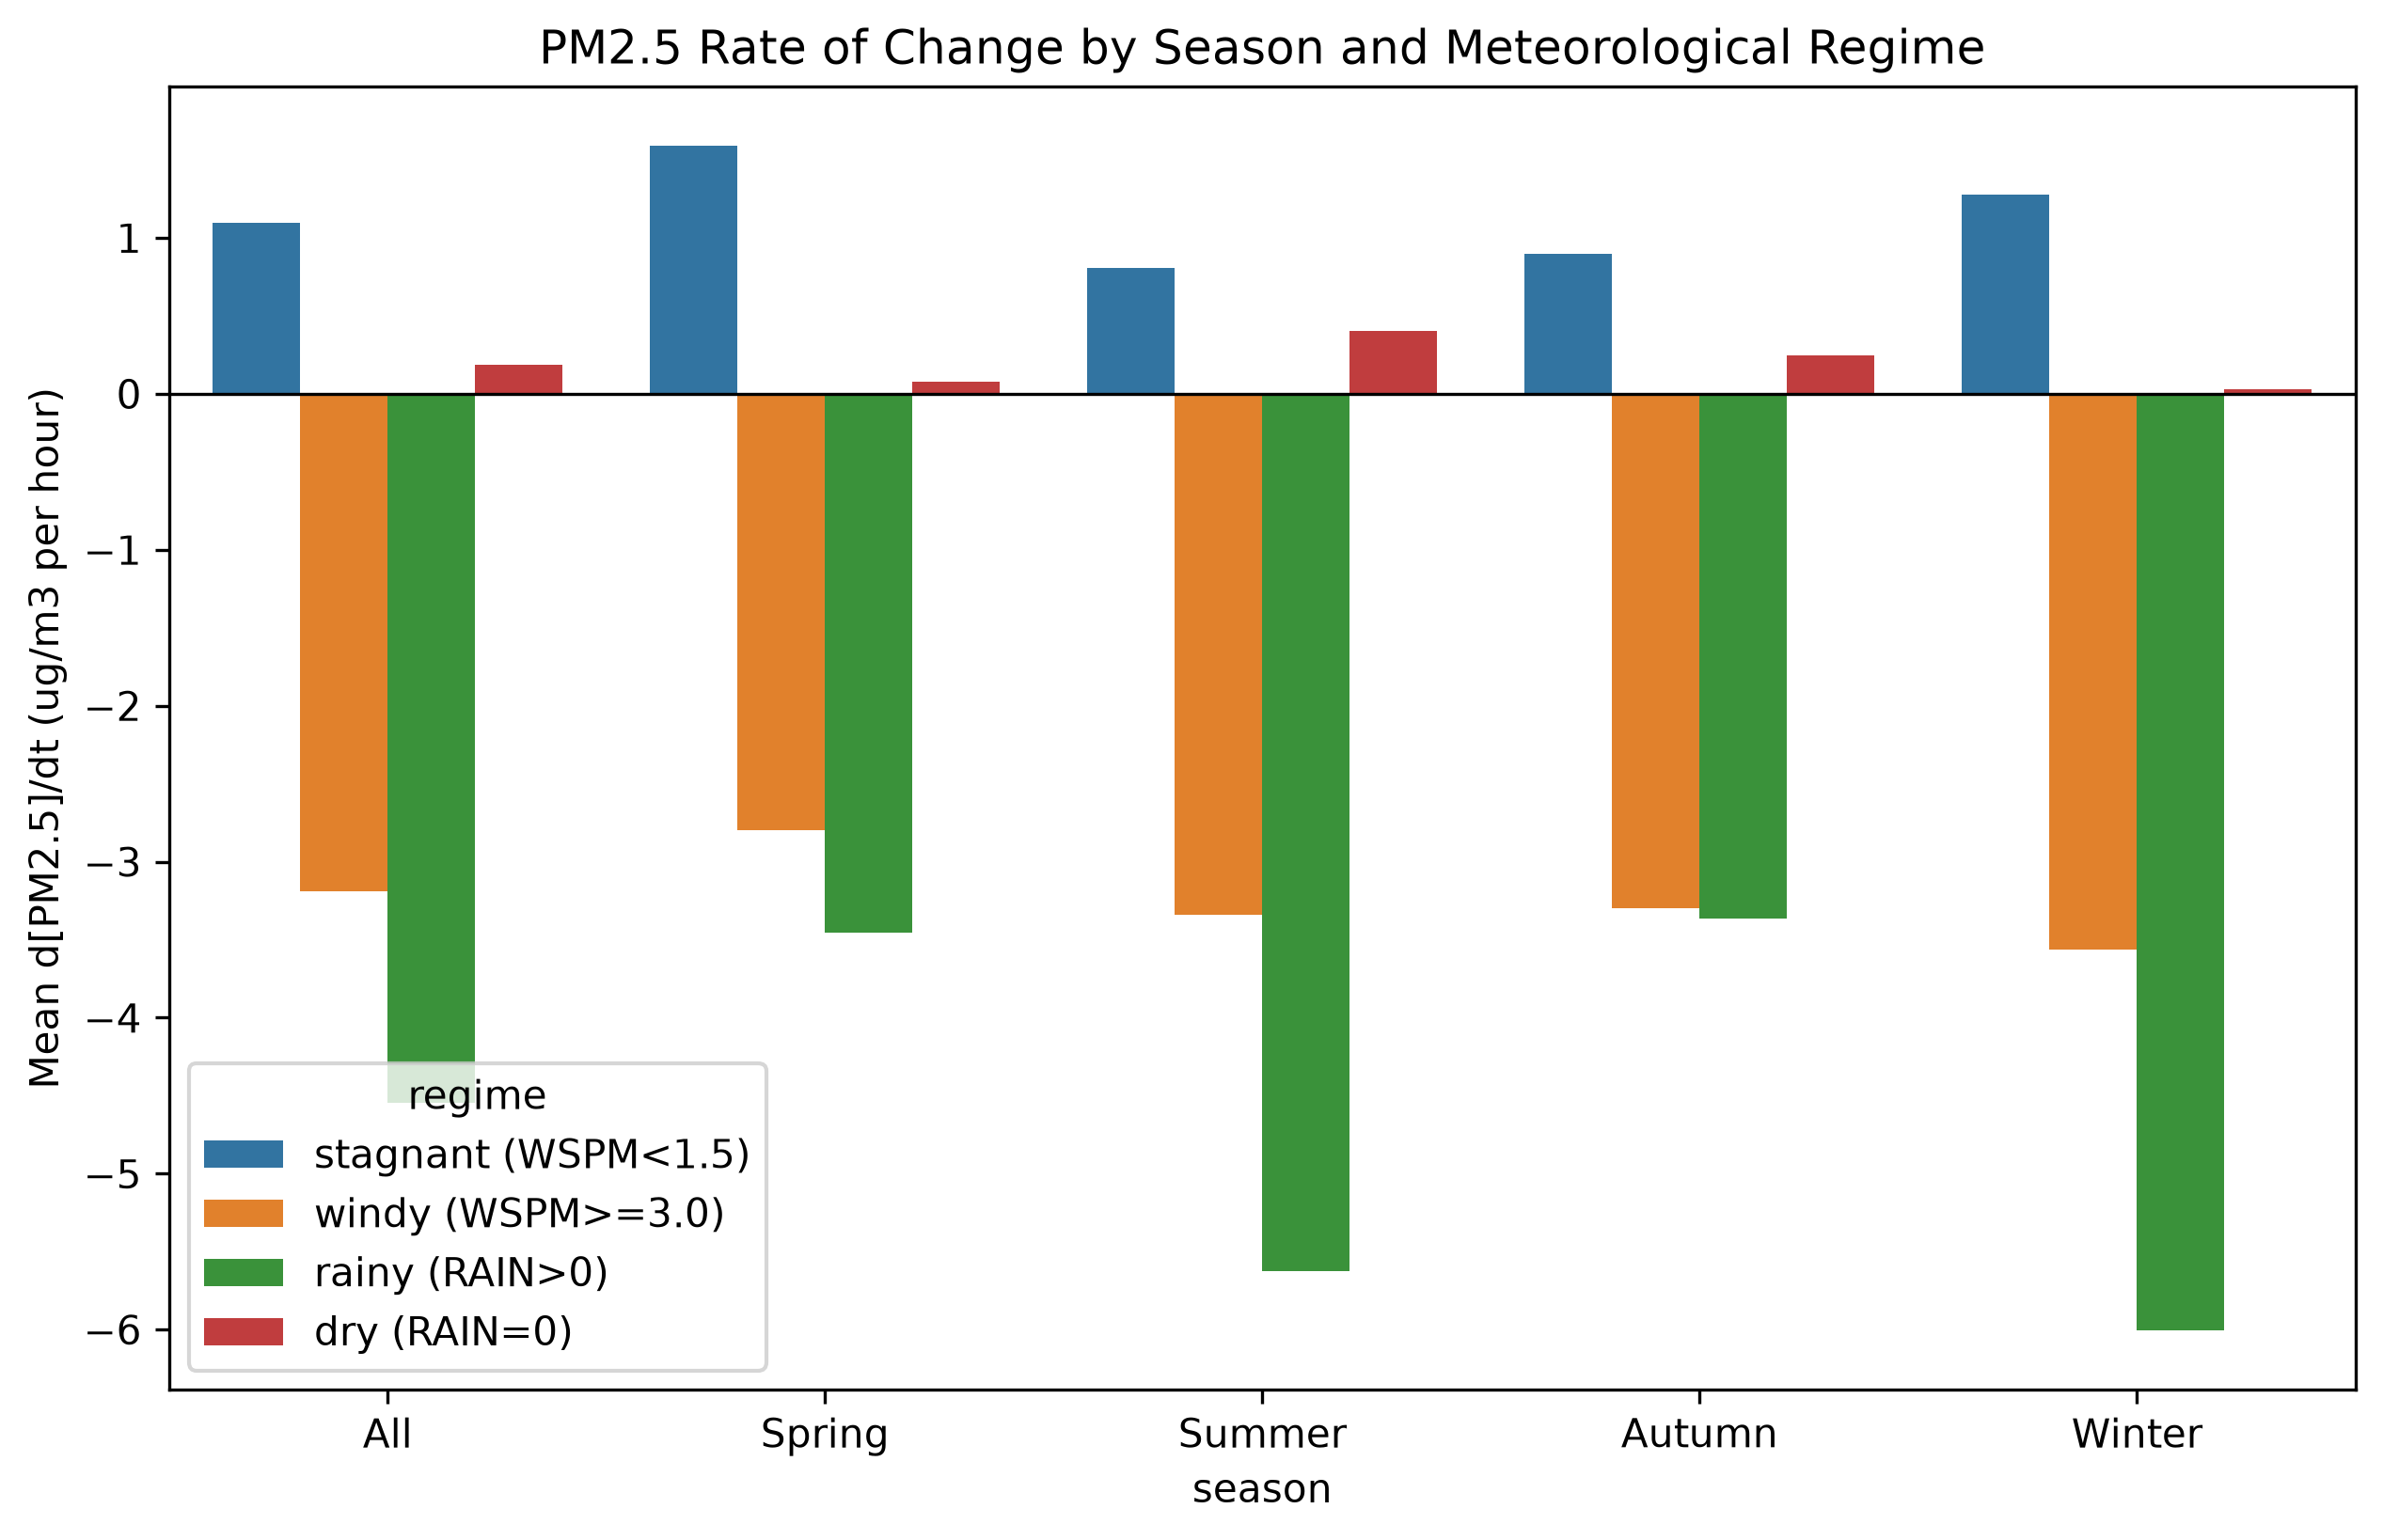 PM2.5 Rate of Change by Season and Meteorological Regime
Mean d[PM2.5]/dt (ug/m3 per hour)
1
0
−1
−2
−3
−4
−5
−6
regime
stagnant (WSPM<1.5)
windy (WSPM>=3.0)
rainy (RAIN>0)
dry (RAIN=0)
All Spring Summer Autumn Winter
season